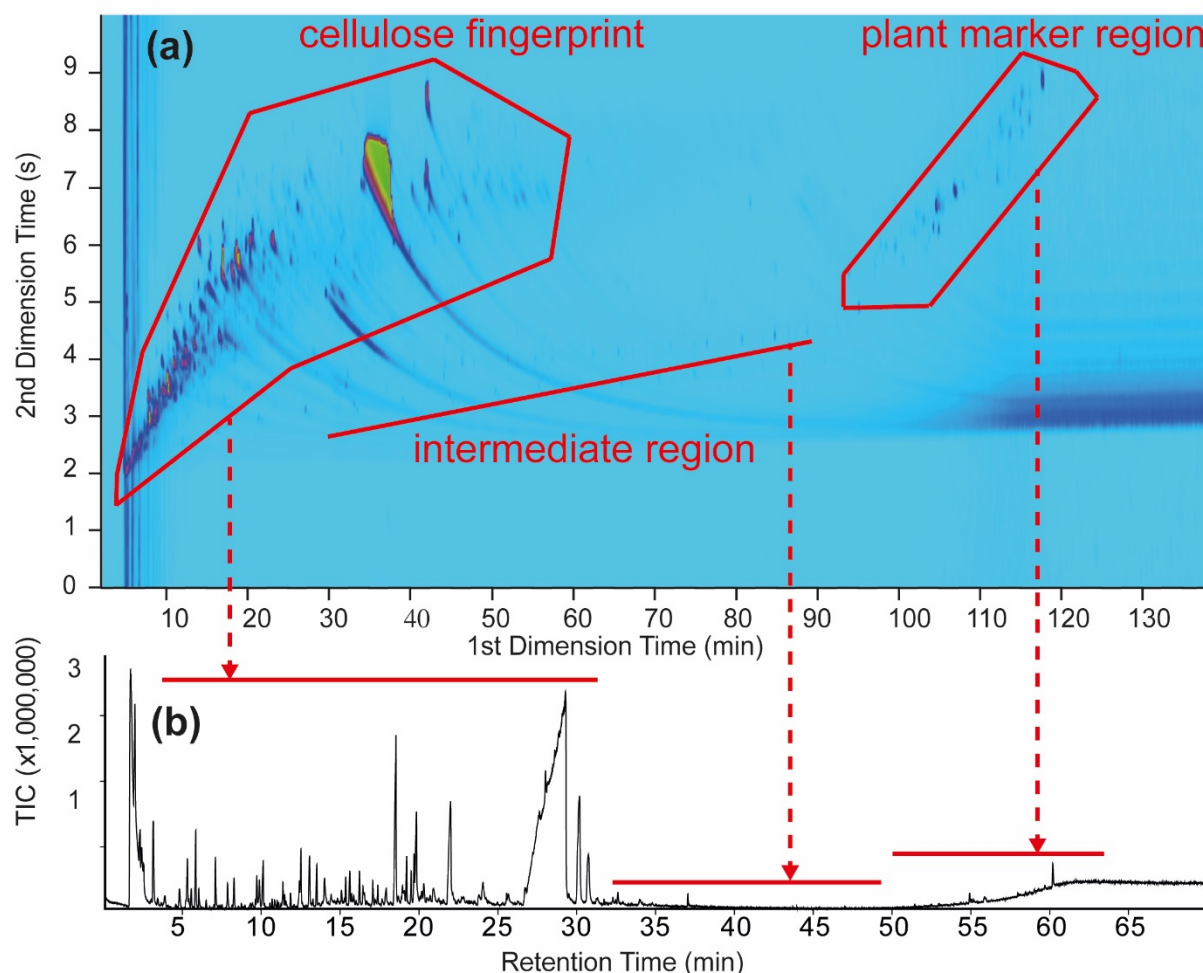 (a)
cellulose fingerprint
plant marker region
intermediate region
2nd Dimension Time (s)
9
8
7
6
5
4
3
2
1
0
10 20 30 40 50 60 70 80 90 100 110 120 130
1st Dimension Time (min)
(b)
TIC (x1,000,000)
3
2
1
5 10 15 20 25 30 35 40 45 50 55 60 65
Retention Time (min)